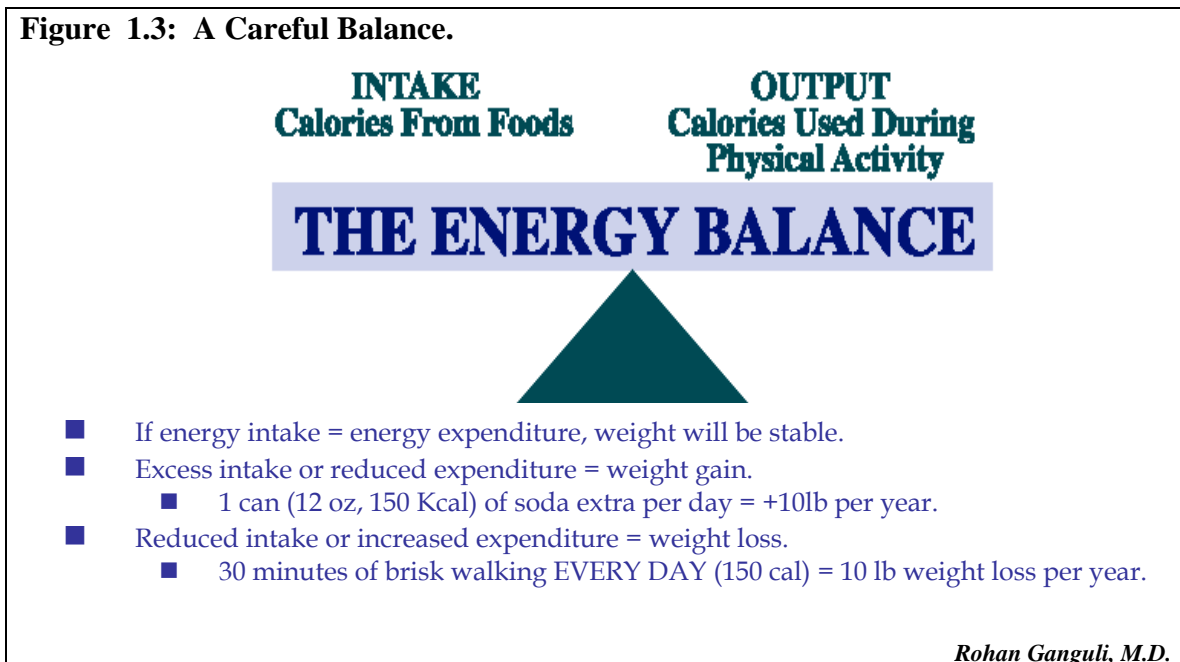 Figure 1.3: A Careful Balance.
INTAKE
Calories From Foods
OUTPUT
Calories Used During
Physical Activity
THE ENERGY BALANCE
■ If energy intake = energy expenditure, weight will be stable.
■ Excess intake or reduced expenditure = weight gain.
■ 1 can (12 oz, 150 Kcal) of soda extra per day = +10lb per year.
■ Reduced intake or increased expenditure = weight loss.
■ 30 minutes of brisk walking EVERY DAY (150 cal) = 10 lb weight loss per year.
Rohan Ganguli, M.D.